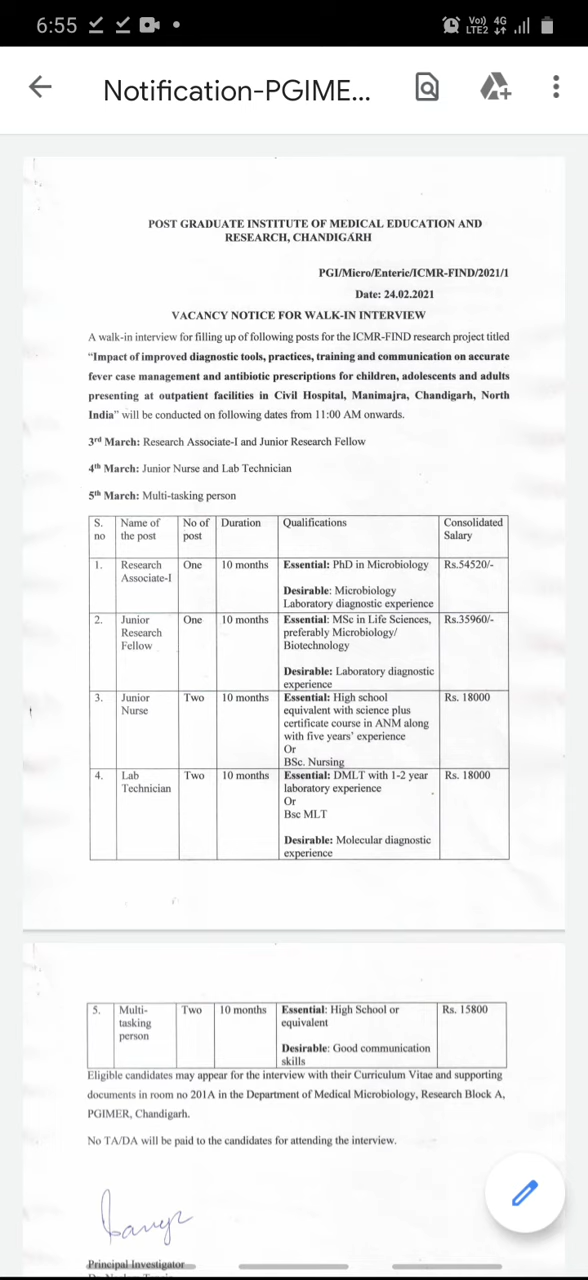 6:55
Vo)) 4G
LTE2
Notification-PGIME...
POST GRADUATE INSTITUTE OF MEDICAL EDUCATION AND
RESEARCH, CHANDIGARH
PGI/Micro/Enteric/ICMR-FIND/2021/1
Date: 24.02.2021
VACANCY NOTICE FOR WALK-IN INTERVIEW
A walk-in interview for filling up of following posts for the ICMR-FIND research project titled
"Impact of improved diagnostic tools, practices, training and communication on accurate
fever case management and antibiotic prescriptions for children, adolescents and adults
presenting at outpatient facilities in Civil Hospital, Manimajra, Chandigarh, North
India" will be conducted on following dates from 11:00 AM onwards.
3rd March: Research Associate-I and Junior Research Fellow
4th March: Junior Nurse and Lab Technician
5th March: Multi-tasking person
S. no Name of the post No of post Duration Qualifications Consolidated Salary
1. Research Associate-I One 10 months Essential: PhD in Microbiology Rs.54520/-
Desirable: Microbiology
Laboratory diagnostic experience
2. Junior Research Fellow One 10 months Essential: MSc in Life Sciences, Rs.35960/-
preferably Microbiology/
Biotechnology
Desirable: Laboratory diagnostic
experience
3. Junior Nurse Two 10 months Essential: High school Rs. 18000
equivalent with science plus
certificate course in ANM along
with five years' experience
Or
BSc. Nursing
4. Lab Technician Two 10 months Essential: DMLT with 1-2 year Rs. 18000
laboratory experience
Or
Bsc MLT
Desirable: Molecular diagnostic
experience
5. Multi-tasking person Two 10 months Essential: High School or Rs. 15800
equivalent
Desirable: Good communication
skills
Eligible candidates may appear for the interview with their Curriculum Vitae and supporting
documents in room no 201A in the Department of Medical Microbiology, Research Block A,
PGIMER, Chandigarh.
No TA/DA will be paid to the candidates for attending the interview.
Principal Investigator